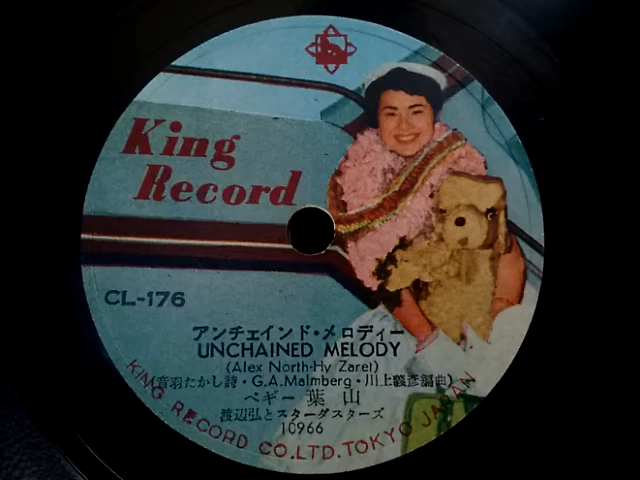 King
Record
CL-176
アンチェインド・メロディー
UNCHAINED MELODY
(Alex North-Hy Zaret)
(音羽たかし詩・G.A.Malmberg・川上義彦編曲)
ペギー葉山
渡辺弘とスターダスターズ
10966
KING RECORD CO.LTD.TOKYO JAPAN